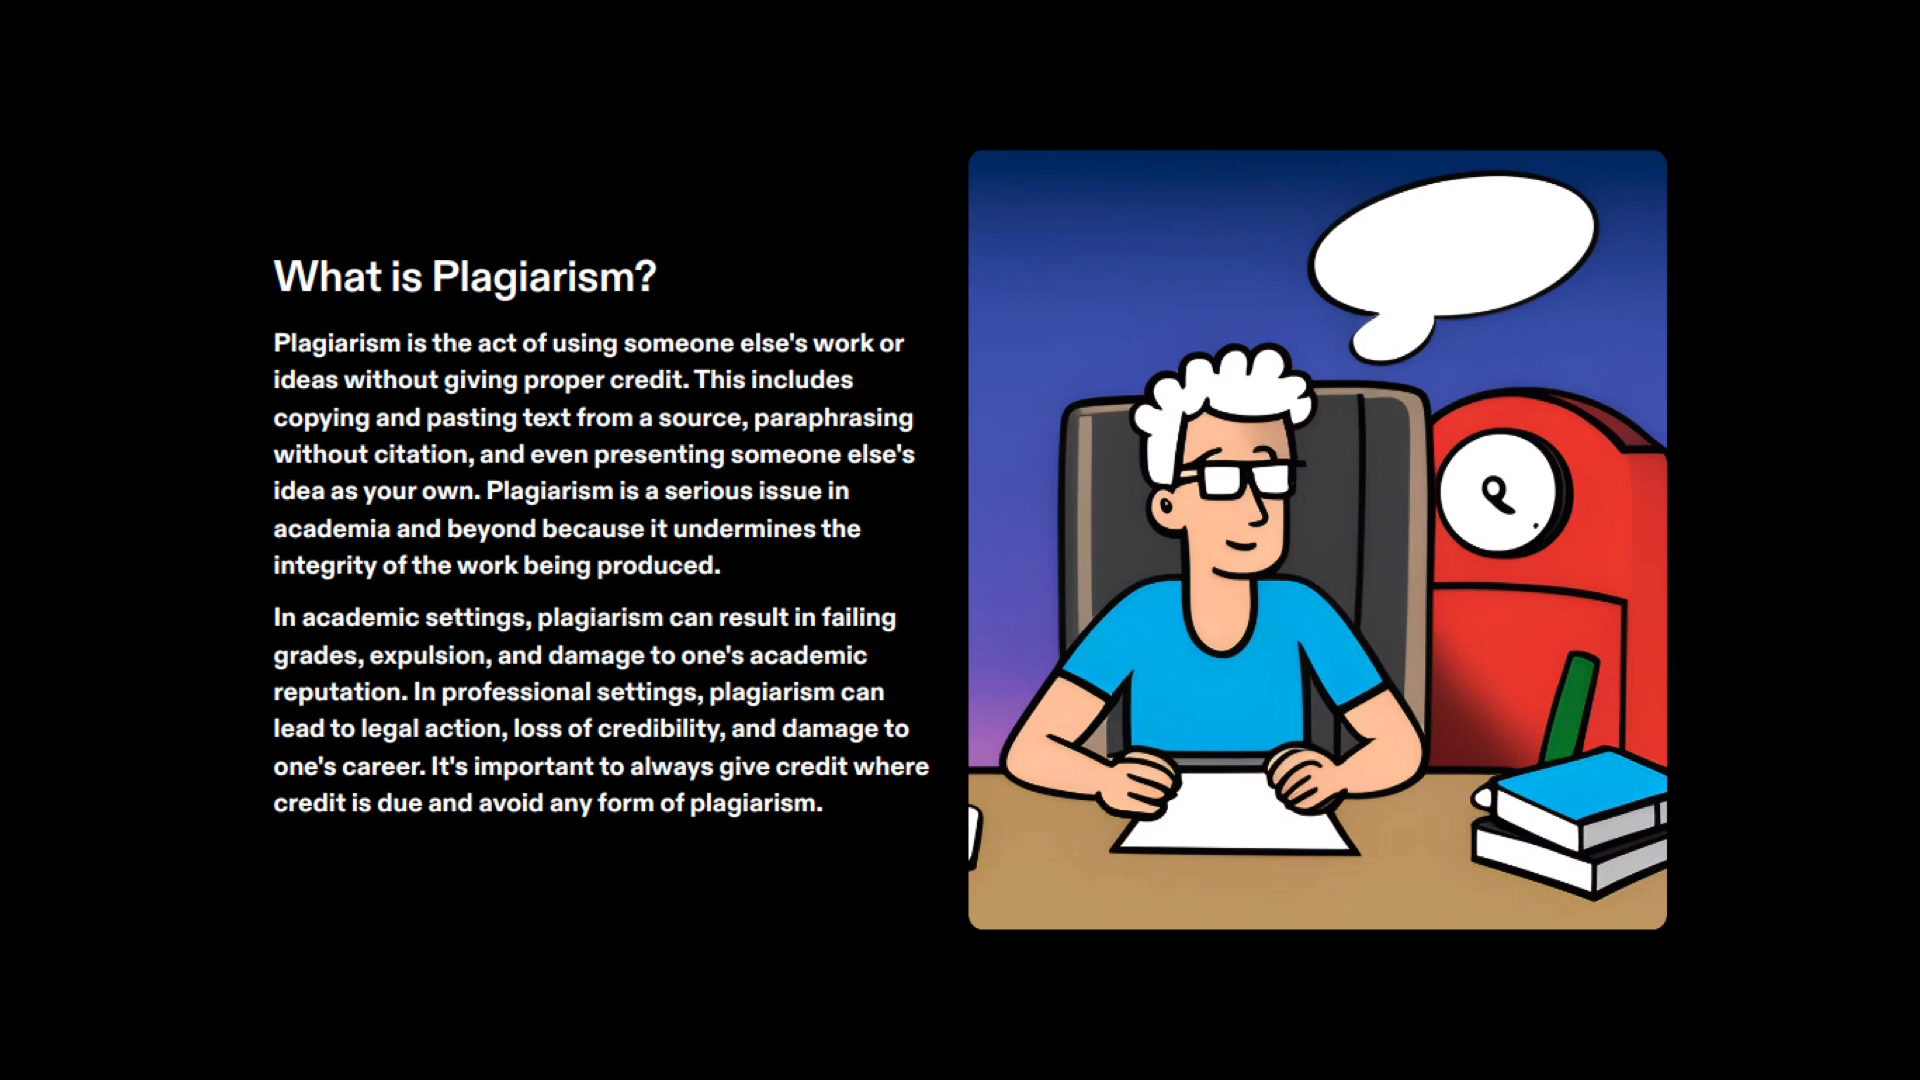 What is Plagiarism?
Plagiarism is the act of using someone else's work or
ideas without giving proper credit. This includes
copying and pasting text from a source, paraphrasing
without citation, and even presenting someone else's
idea as your own. Plagiarism is a serious issue in
academia and beyond because it undermines the
integrity of the work being produced.
In academic settings, plagiarism can result in failing
grades, expulsion, and damage to one's academic
reputation. In professional settings, plagiarism can
lead to legal action, loss of credibility, and damage to
one's career. It's important to always give credit where
credit is due and avoid any form of plagiarism.